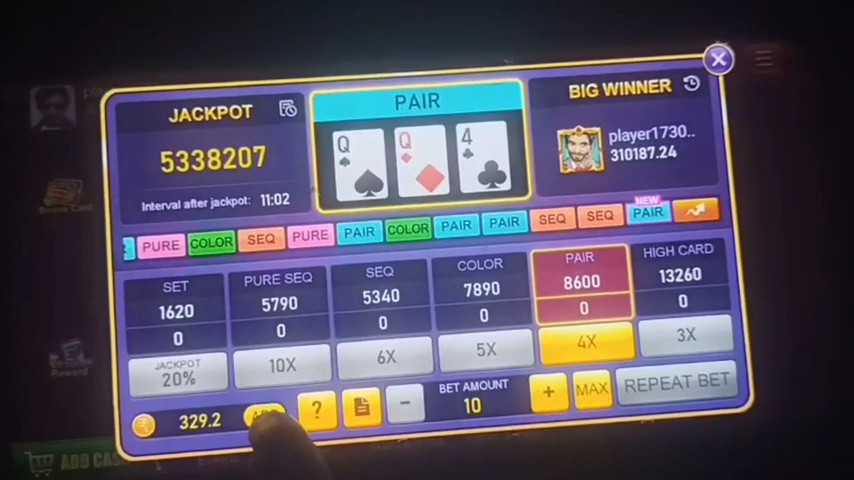 JACKPOT
5338207
Interval after jackpot: 11:02
PAIR
Q Q 4
BIG WINNER
player1730..
310187.24
PURE COLOR SEQ PURE PAIR COLOR PAIR PAIR SEQ SEQ PAIR
NEW
SET PURE SEQ SEQ COLOR PAIR HIGH CARD
1620 5790 5340 7890 8600 13260
0 0 0 0 0 0
JACKPOT 20% 10X 6X 5X 4X 3X
₹ 329.2 ? - BET AMOUNT 10 + MAX REPEAT BET
Reward
ADD CAS